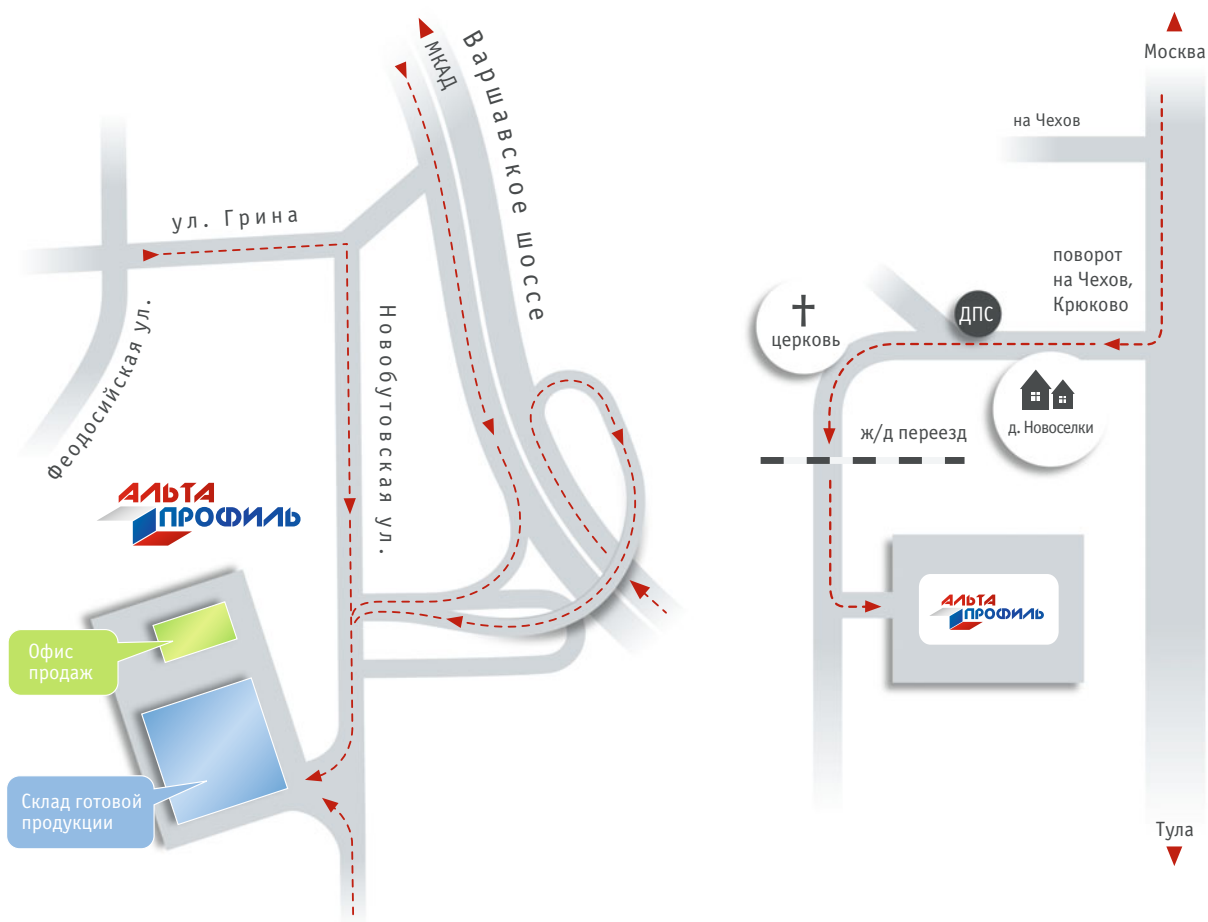 МКАД
Варшавское шоссе
ул. Грина
Феодосийская ул.
Новобутовская ул.
АЛЬТА
ПРОФИЛЬ
Офис
продаж
Склад готовой
продукции
Москва
на Чехов
поворот
на Чехов,
Крюково
ДПС
церковь
д. Новоселки
ж/д переезд
АЛЬТА
ПРОФИЛЬ
Тула